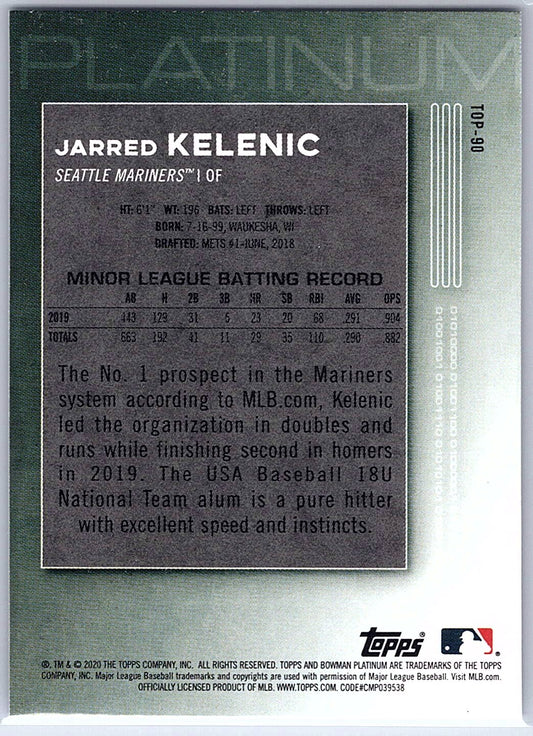 PLATINUM
TOP-90
JARRED KELENIC
SEATTLE MARINERS™ | OF
HT: 6'1" WT: 196 BATS: LEFT THROWS: LEFT
BORN: 7-16-99, WAUKESHA, WI
DRAFTED: METS #1-JUNE, 2018
MINOR LEAGUE BATTING RECORD
AB H 2B 3B HR SB RBI AVG OPS
2019 443 129 31 5 23 20 68 .291 .904
TOTALS 663 192 41 11 29 35 110 .290 .882
The No. 1 prospect in the Mariners
system according to MLB.com, Kelenic
led the organization in doubles and
runs while finishing second in homers
in 2019. The USA Baseball 18U
National Team alum is a pure hitter
with excellent speed and instincts.
topps®
®, TM & © 2020 THE TOPPS COMPANY, INC. ALL RIGHTS RESERVED. TOPPS AND BOWMAN PLATINUM ARE TRADEMARKS OF THE TOPPS
COMPANY, INC. Major League Baseball trademarks and copyrights are used with permission of Major League Baseball. Visit MLB.com.
OFFICIALLY LICENSED PRODUCT OF MLB. WWW.TOPPS.COM. CODE#CMP039538